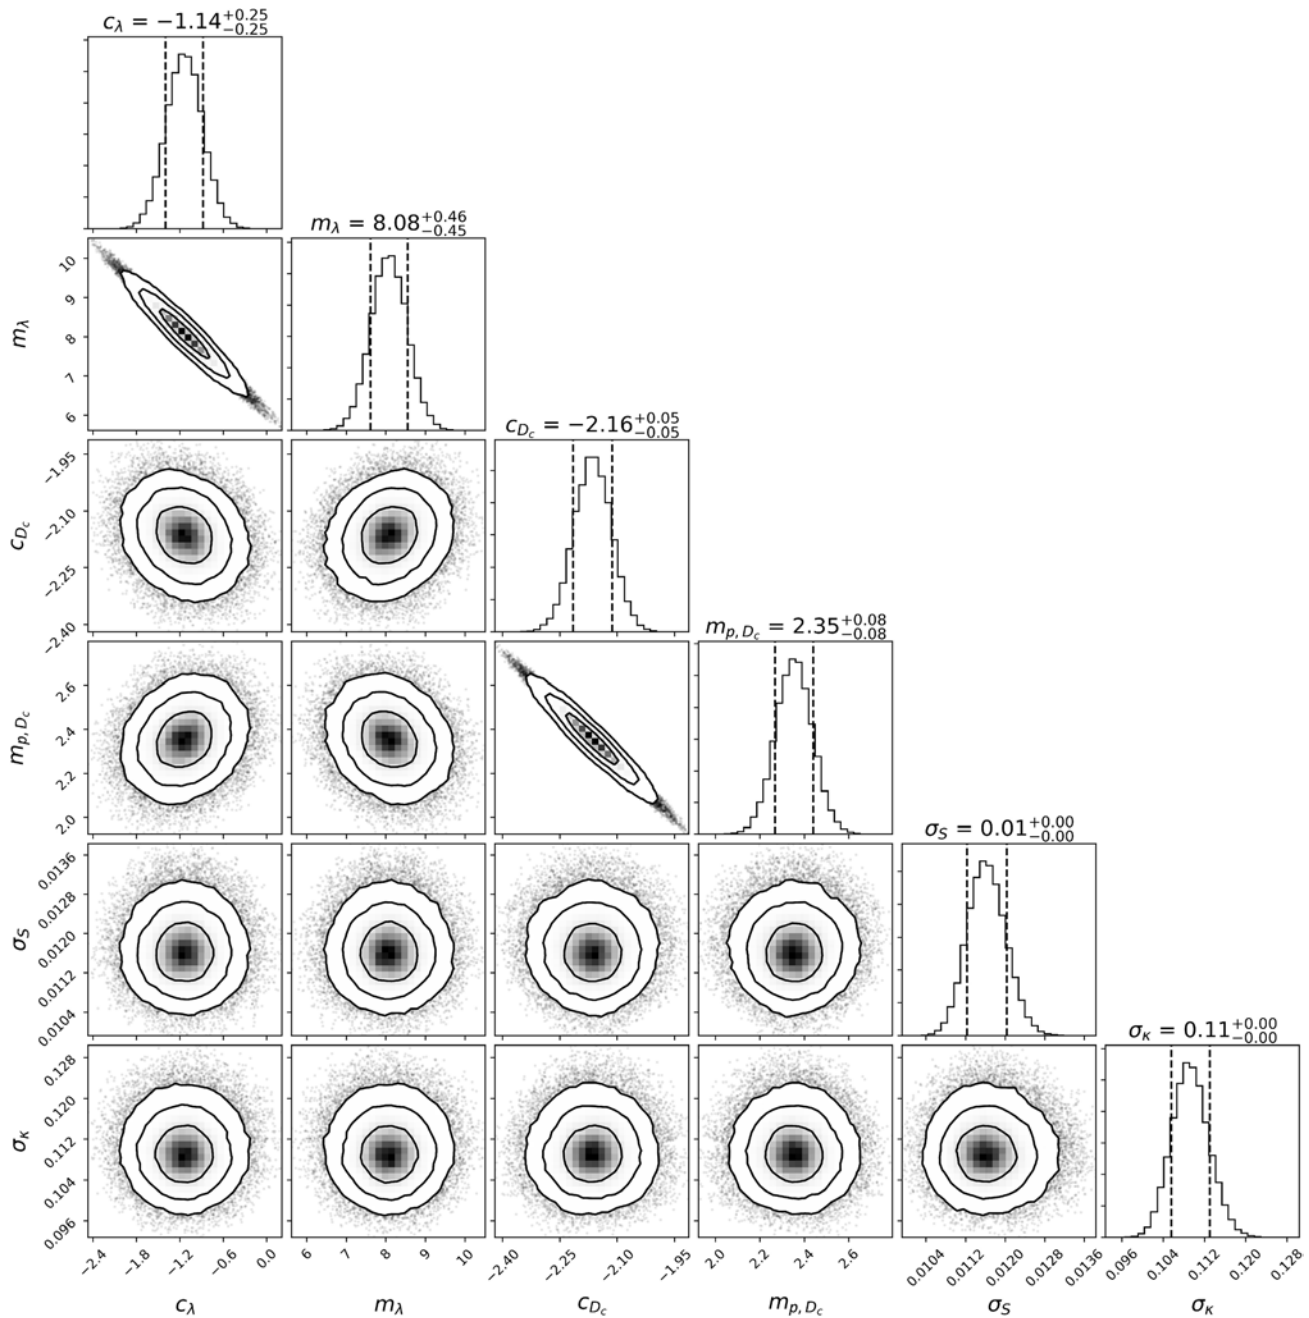 c_λ = −1.14^{+0.25}_{−0.25}
m_λ = 8.08^{+0.46}_{−0.45}
10
9
8
7
6
m_λ
c_{D_c} = −2.16^{+0.05}_{−0.05}
−1.95
−2.10
−2.25
−2.40
c_{D_c}
m_{p, D_c} = 2.35^{+0.08}_{−0.08}
2.6
2.4
2.2
2.0
m_{p, D_c}
σ_S = 0.01^{+0.00}_{−0.00}
0.0136
0.0128
0.0120
0.0112
0.0104
σ_S
σ_κ = 0.11^{+0.00}_{−0.00}
0.128
0.120
0.112
0.104
0.096
σ_κ
−2.4 −1.8 −1.2 −0.6 0.0 6 7 8 9 10 −2.40 −2.25 −2.10 −1.95 2.0 2.2 2.4 2.6 0.0104 0.0112 0.0120 0.0128 0.0136 0.096 0.104 0.112 0.120 0.128
c_λ m_λ c_{D_c} m_{p, D_c} σ_S σ_κ